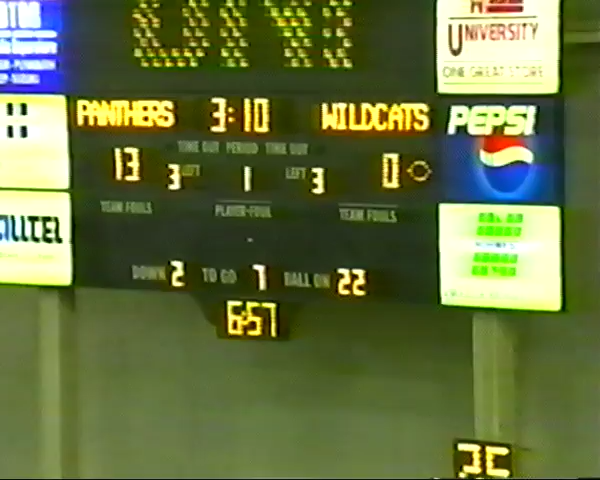 UNI
UNIVERSITY
ONE GREAT STORE
PANTHERS 3:10 WILDCATS
PEPSI
TIME OUT PERIOD TIME OUT
13 3 LEFT 1 LEFT 3 0
TEAM FOULS PLAYER-FOUL TEAM FOULS
ALLTEL
DOWN 2 TO GO 7 BALL ON 22
6:57
25